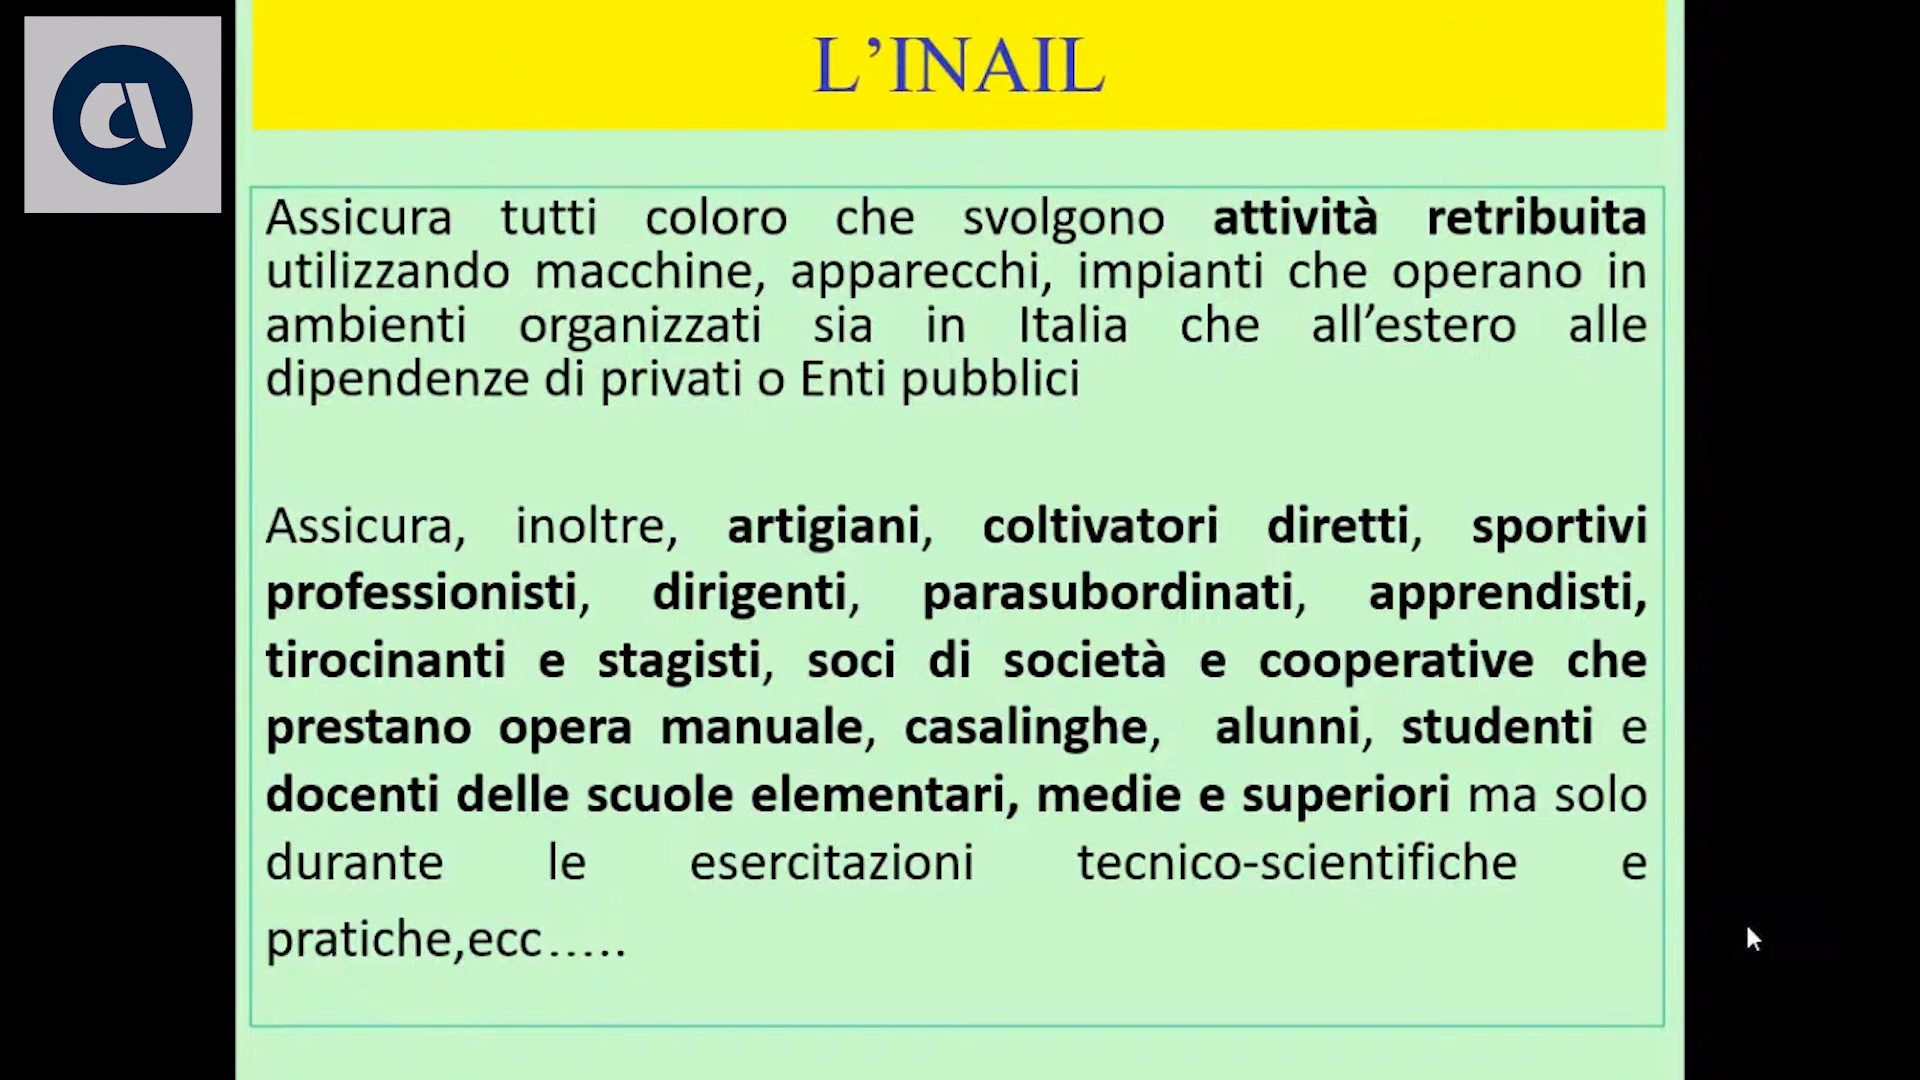 L’INAIL
Assicura tutti coloro che svolgono attività retribuita
utilizzando macchine, apparecchi, impianti che operano in
ambienti organizzati sia in Italia che all’estero alle
dipendenze di privati o Enti pubblici
Assicura, inoltre, artigiani, coltivatori diretti, sportivi
professionisti, dirigenti, parasubordinati, apprendisti,
tirocinanti e stagisti, soci di società e cooperative che
prestano opera manuale, casalinghe, alunni, studenti e
docenti delle scuole elementari, medie e superiori ma solo
durante le esercitazioni tecnico-scientifiche e
pratiche,ecc…..